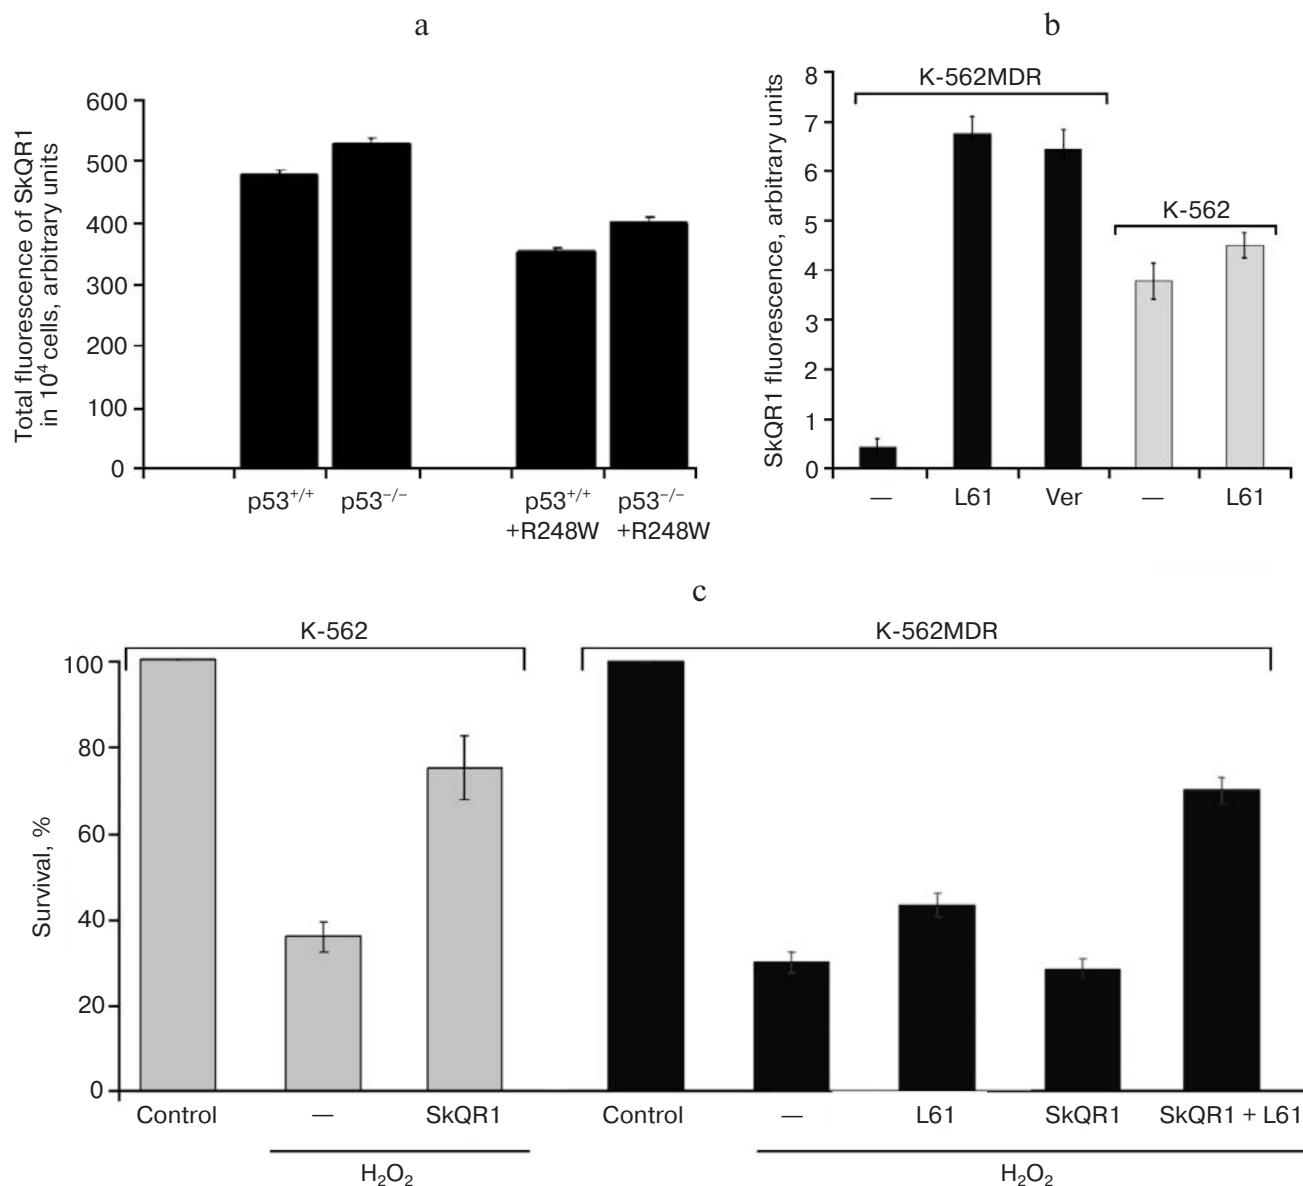 a
Total fluorescence of SkQR1
in 10⁴ cells, arbitrary units
600
500
400
300
200
100
0
p53⁺/⁺ p53⁻/⁻ p53⁺/⁺ p53⁻/⁻
+R248W +R248W
b
SkQR1 fluorescence, arbitrary units
8
7
6
5
4
3
2
1
0
K-562MDR
K-562
— L61 Ver — L61
c
Survival, %
100
80
60
40
20
0
K-562 K-562MDR
Control — SkQR1 Control — L61 SkQR1 SkQR1 + L61
H₂O₂ H₂O₂